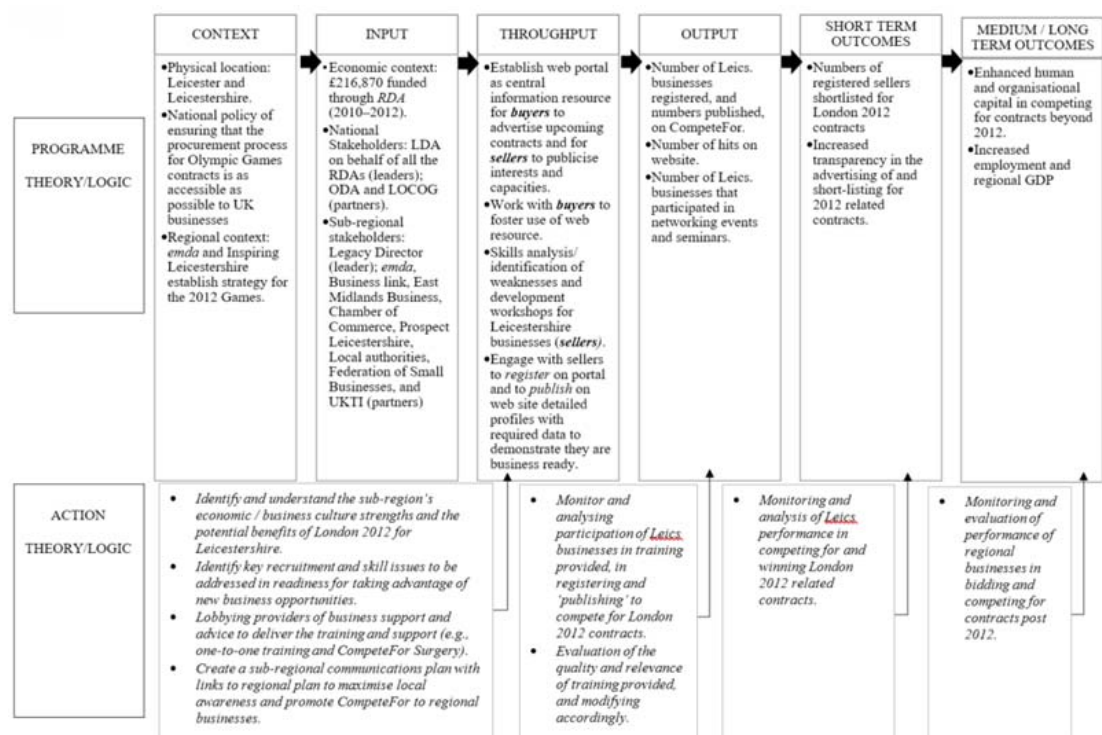 CONTEXT
•Physical location:
Leicester and
Leicestershire.
•National policy of
ensuring that the
procurement process
for Olympic Games
contracts is as
accessible as
possible to UK
businesses
•Regional context:
emda and Inspiring
Leicestershire
establish strategy for
the 2012 Games.
INPUT
•Economic context:
£216,870 funded
through RDA
(2010–2012).
•National
Stakeholders: LDA
on behalf of all the
RDAs (leaders);
ODA and LOCOG
(partners).
•Sub-regional
stakeholders:
Legacy Director
(leader); emda,
Business link, East
Midlands Business,
Chamber of
Commerce, Prospect
Leicestershire,
Local authorities,
Federation of Small
Businesses, and
UKTI (partners)
THROUGHPUT
•Establish web portal
as central
information resource
for buyers to
advertise upcoming
contracts and for
sellers to publicise
interests and
capacities.
•Work with buyers to
foster use of web
resource.
•Skills analysis/
identification of
weaknesses and
development
workshops for
Leicestershire
businesses (sellers).
•Engage with sellers
to register on portal
and to publish on
web site detailed
profiles with
required data to
demonstrate they are
business ready.
OUTPUT
•Number of Leics.
businesses
registered, and
numbers published,
on CompeteFor.
•Number of hits on
website.
•Number of Leics.
businesses that
participated in
networking events
and seminars.
SHORT TERM
OUTCOMES
•Numbers of
registered sellers
shortlisted for
London 2012
contracts
•Increased
transparency in the
advertising of and
short-listing for
2012 related
contracts.
MEDIUM / LONG
TERM OUTCOMES
•Enhanced human
and organisational
capital in competing
for contracts beyond
2012.
•Increased
employment and
regional GDP
PROGRAMME
THEORY/LOGIC
ACTION
THEORY/LOGIC
• Identify and understand the sub-region's
economic / business culture strengths and the
potential benefits of London 2012 for
Leicestershire.
• Identify key recruitment and skill issues to be
addressed in readiness for taking advantage of
new business opportunities.
• Lobbying providers of business support and
advice to deliver the training and support (e.g.,
one-to-one training and CompeteFor Surgery).
• Create a sub-regional communications plan with
links to regional plan to maximise local
awareness and promote CompeteFor to regional
businesses.
• Monitor and
analysing
participation of Leics
businesses in training
provided, in
registering and
'publishing' to
compete for London
2012 contracts.
• Evaluation of the
quality and relevance
of training provided,
and modifying
accordingly.
• Monitoring and
analysis of Leics
performance in
competing for and
winning London
2012 related
contracts.
• Monitoring and
evaluation of
performance of
regional
businesses in
bidding and
competing for
contracts post
2012.